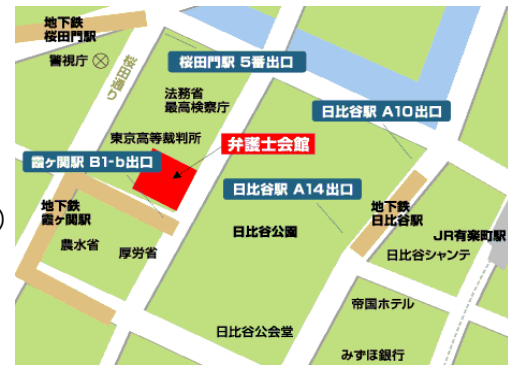 地下鉄
桜田門駅
警視庁
桜田通り
桜田門駅 5番出口
法務省
最高検察庁
日比谷駅 A10出口
東京高等裁判所
弁護士会館
霞ヶ関駅 B1-b出口
日比谷駅 A14出口
地下鉄
霞ヶ関駅
)
農水省
厚労省
日比谷公園
地下鉄
日比谷駅
JR有楽町駅
日比谷シャンテ
帝国ホテル
日比谷公会堂
みずほ銀行